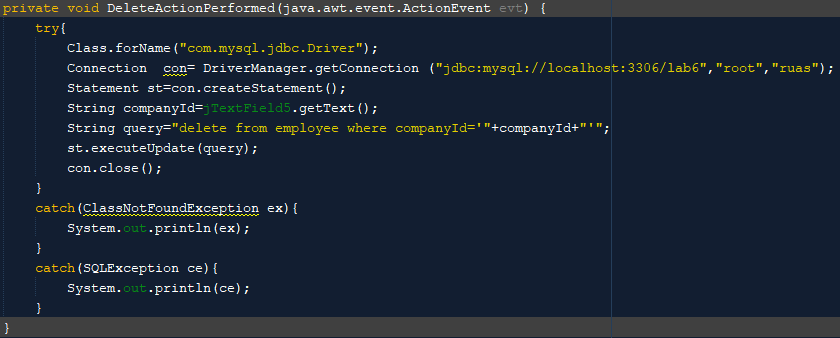 private void DeleteActionPerformed(java.awt.event.ActionEvent evt) {
try{
Class.forName("com.mysql.jdbc.Driver");
Connection  con= DriverManager.getConnection ("jdbc:mysql://localhost:3306/lab6","root","ruas");
Statement st=con.createStatement();
String companyId=jTextField5.getText();
String query="delete from employee where companyId='"+companyId+"'";
st.executeUpdate(query);
con.close();
}
catch(ClassNotFoundException ex){
System.out.println(ex);
}
catch(SQLException ce){
System.out.println(ce);
}
}